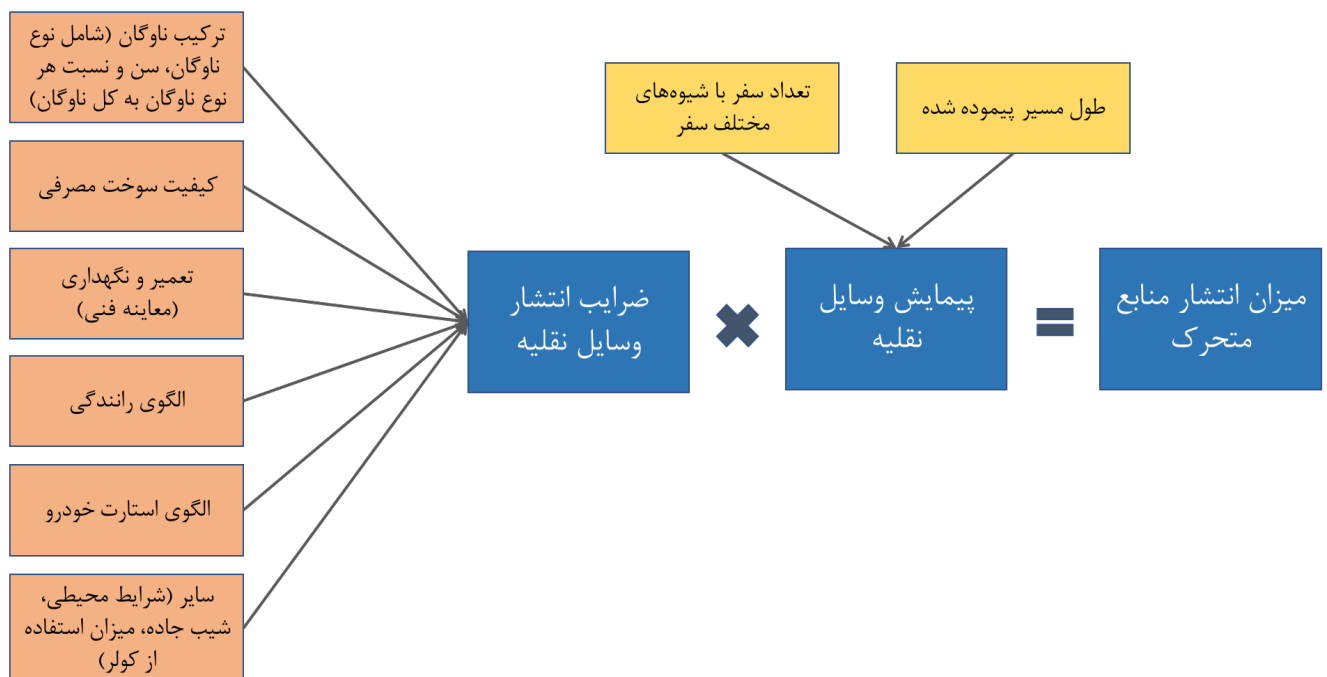 ترکیب ناوگان (شامل نوع
ناوگان، سن و نسبت هر
نوع ناوگان به کل ناوگان)
کیفیت سوخت مصرفی
تعمیر و نگهداری
(معاینه فنی)
الگوی رانندگی
الگوی استارت خودرو
سایر (شرایط محیطی،
شیب جاده، میزان استفاده
از کولر)
تعداد سفر با شیوه‌های
مختلف سفر
طول مسیر پیموده شده
ضرایب انتشار
وسایل نقلیه
×
پیمایش وسایل
نقلیه
=
میزان انتشار منابع
متحرک